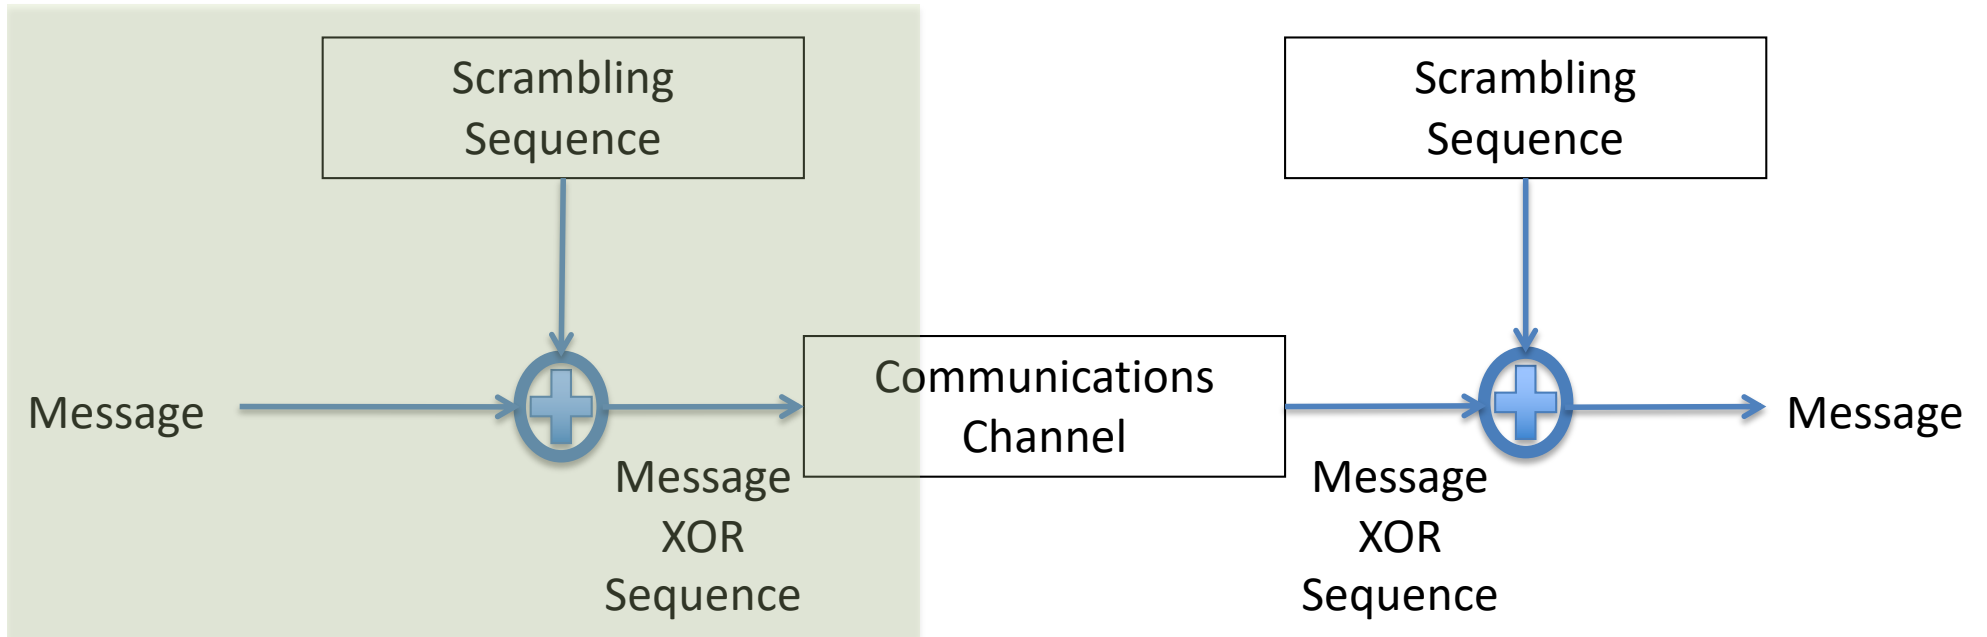 Scrambling
Sequence
Scrambling
Sequence
Message
Communications
Channel
Message
Message
XOR
Sequence
Message
XOR
Sequence